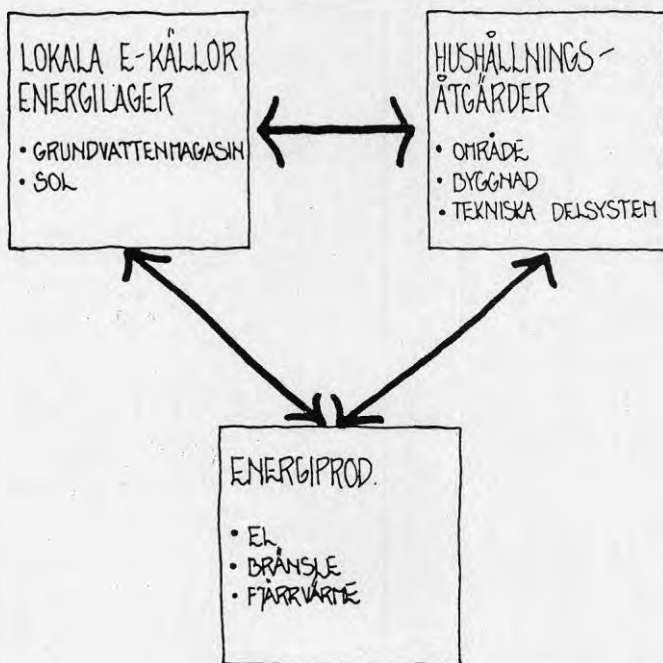 LOKALA E-KÄLLOR
ENERGILAGER
• GRUNDVATTENMAGASIN
• SOL
HUSHÅLLNINGS-
ÅTGÄRDER
• OMRÅDE
• BYGGNAD
• TEKNISKA DELSYSTEM
ENERGIPROD.
• EL
• BRÄNSLE
• FJÄRRVÄRME